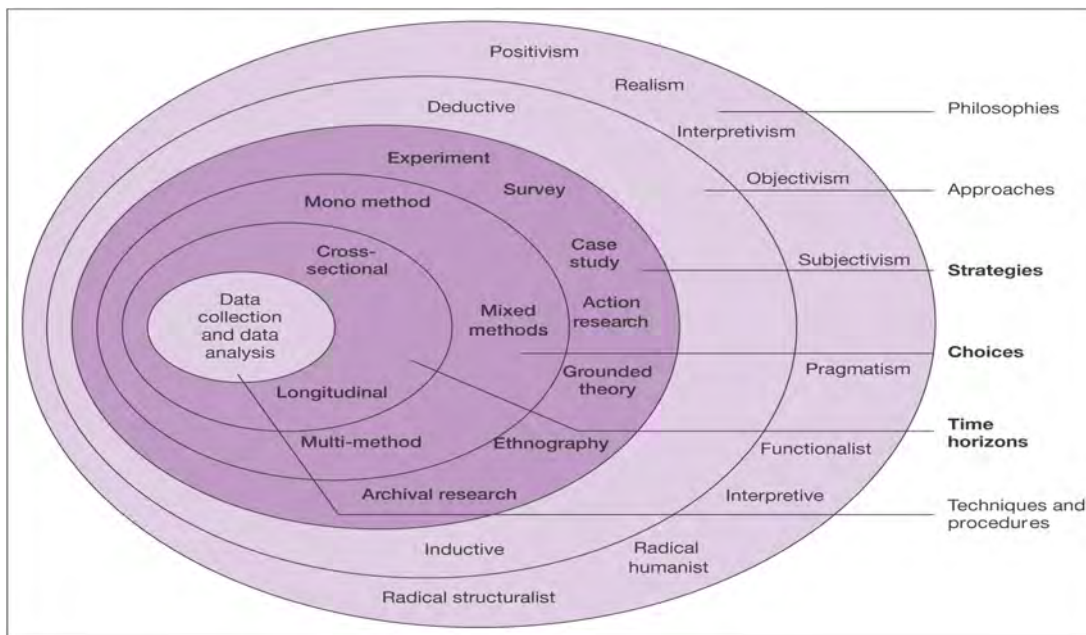 Positivism
Realism
Philosophies
Deductive
Interpretivism
Experiment
Survey
Objectivism
Approaches
Mono method
Cross-
sectional
Case
study
Subjectivism
Strategies
Data
collection
and data
analysis
Mixed
methods
Action
research
Choices
Grounded
theory
Pragmatism
Longitudinal
Multi-method
Ethnography
Time
horizons
Functionalist
Archival research
Interpretive
Techniques and
procedures
Inductive
Radical
humanist
Radical structuralist